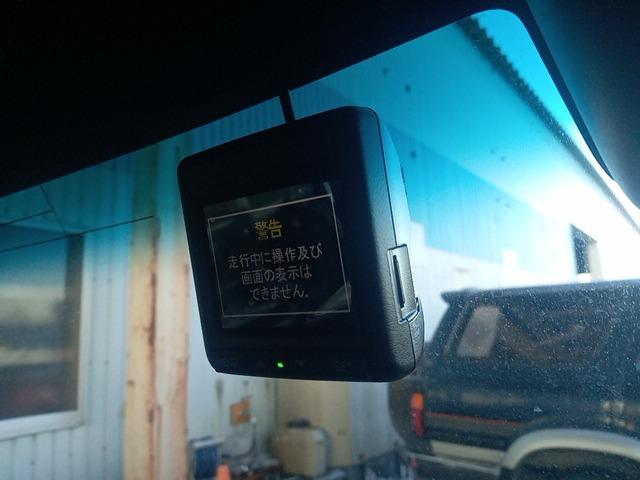 警告
走行中に操作及び
画面の表示は
できません。